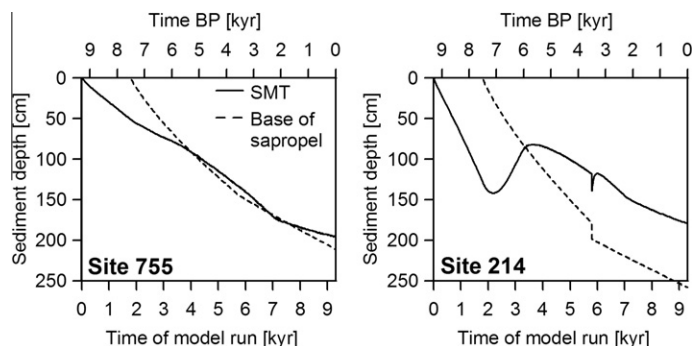 Time BP [kyr]
9 8 7 6 5 4 3 2 1 0
Sediment depth [cm]
0
50
100
150
200
250
SMT
Base of
sapropel
Site 755
0 1 2 3 4 5 6 7 8 9
Time of model run [kyr]
Time BP [kyr]
9 8 7 6 5 4 3 2 1 0
Sediment depth [cm]
0
50
100
150
200
250
Site 214
0 1 2 3 4 5 6 7 8 9
Time of model run [kyr]